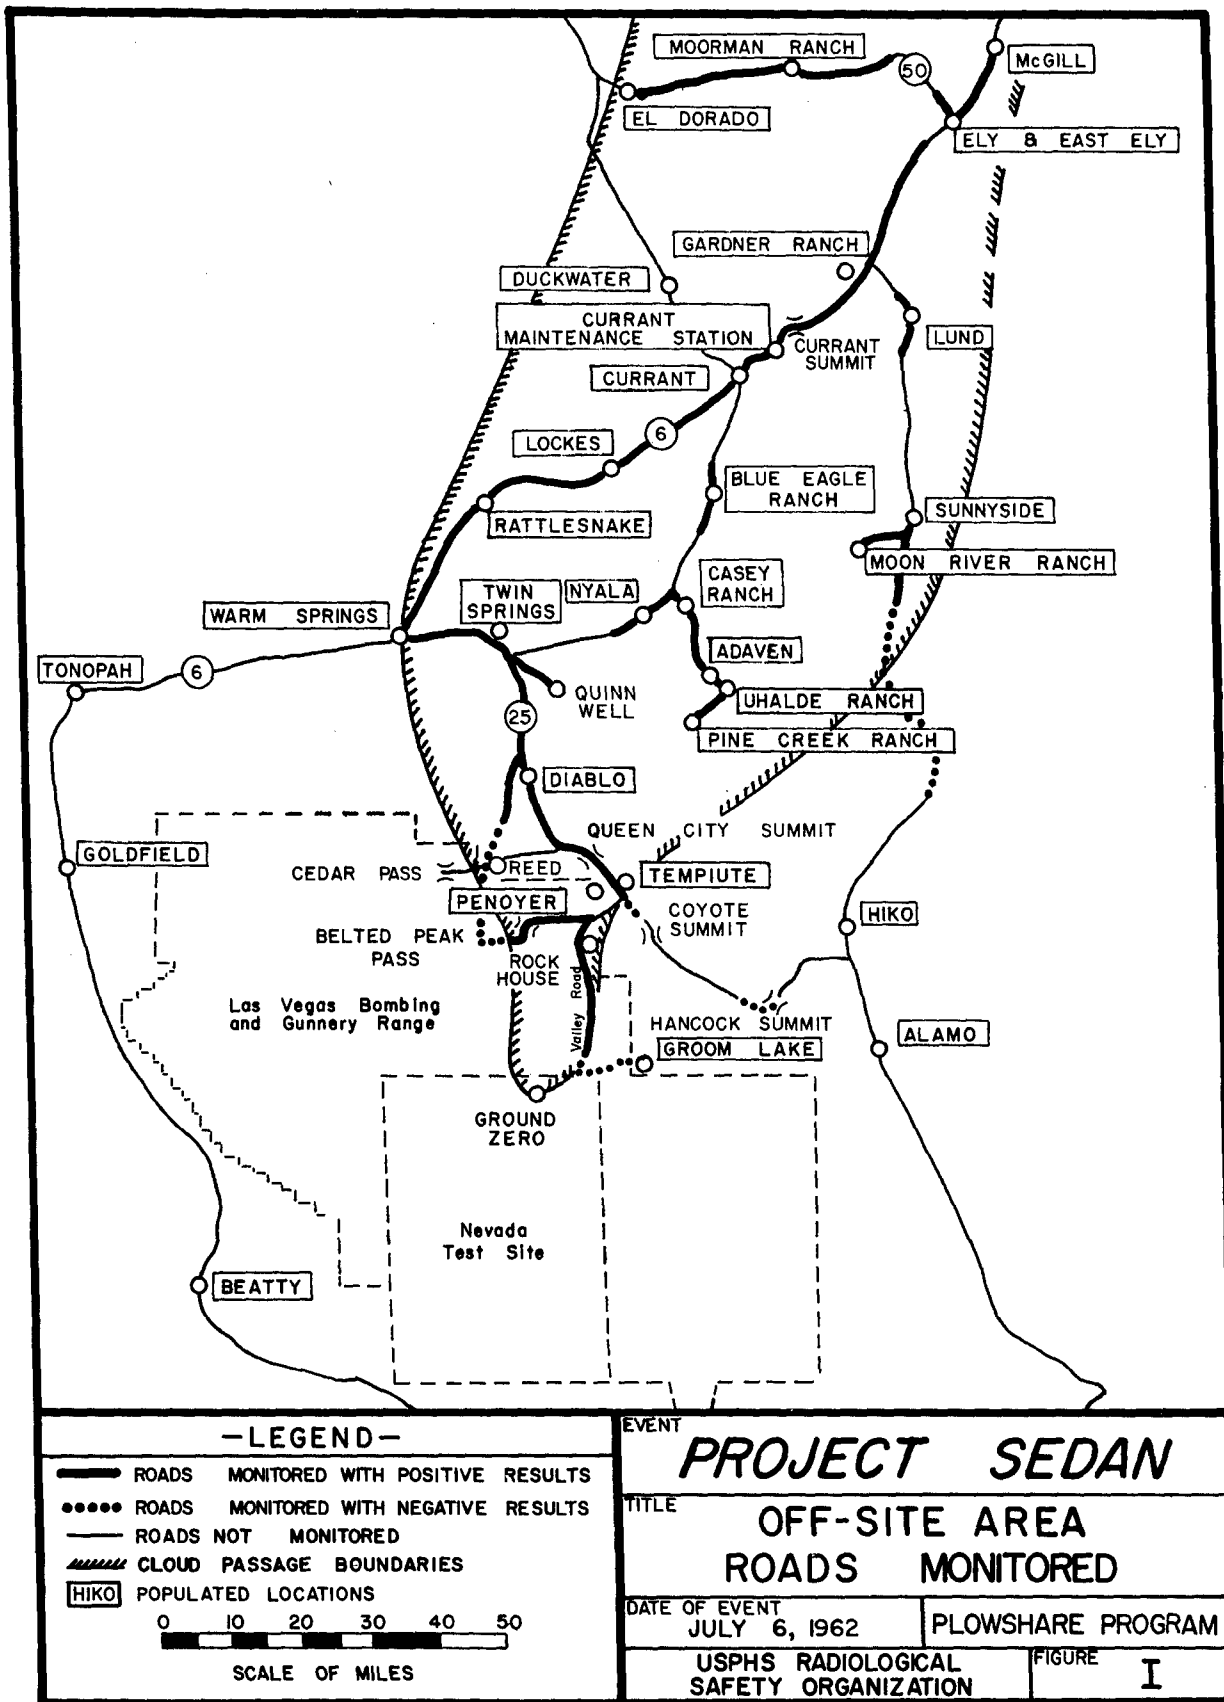 MOORMAN RANCH
50
McGILL
EL DORADO
ELY & EAST ELY
GARDNER RANCH
DUCKWATER
CURRANT
MAINTENANCE STATION
CURRANT
SUMMIT
LUND
CURRANT
6
LOCKES
BLUE EAGLE
RANCH
RATTLESNAKE
SUNNYSIDE
MOON RIVER RANCH
CASEY
RANCH
NYALA
TWIN
SPRINGS
WARM SPRINGS
ADAVEN
TONOPAH
6
QUINN
WELL
UHALDE RANCH
25
PINE CREEK RANCH
DIABLO
QUEEN CITY SUMMIT
GOLDFIELD
CEDAR PASS
REED
TEMPIUTE
PENOYER
COYOTE
SUMMIT
HIKO
BELTED PEAK
PASS
ROCK
HOUSE
Valley Road
Las Vegas Bombing
and Gunnery Range
HANCOCK SUMMIT
GROOM LAKE
ALAMO
GROUND
ZERO
Nevada
Test Site
BEATTY
-LEGEND-
ROADS MONITORED WITH POSITIVE RESULTS
ROADS MONITORED WITH NEGATIVE RESULTS
ROADS NOT MONITORED
CLOUD PASSAGE BOUNDARIES
HIKO POPULATED LOCATIONS
0 10 20 30 40 50
SCALE OF MILES
EVENT
PROJECT SEDAN
TITLE
OFF-SITE AREA
ROADS MONITORED
DATE OF EVENT
JULY 6, 1962
PLOWSHARE PROGRAM
USPHS RADIOLOGICAL
SAFETY ORGANIZATION
FIGURE
I